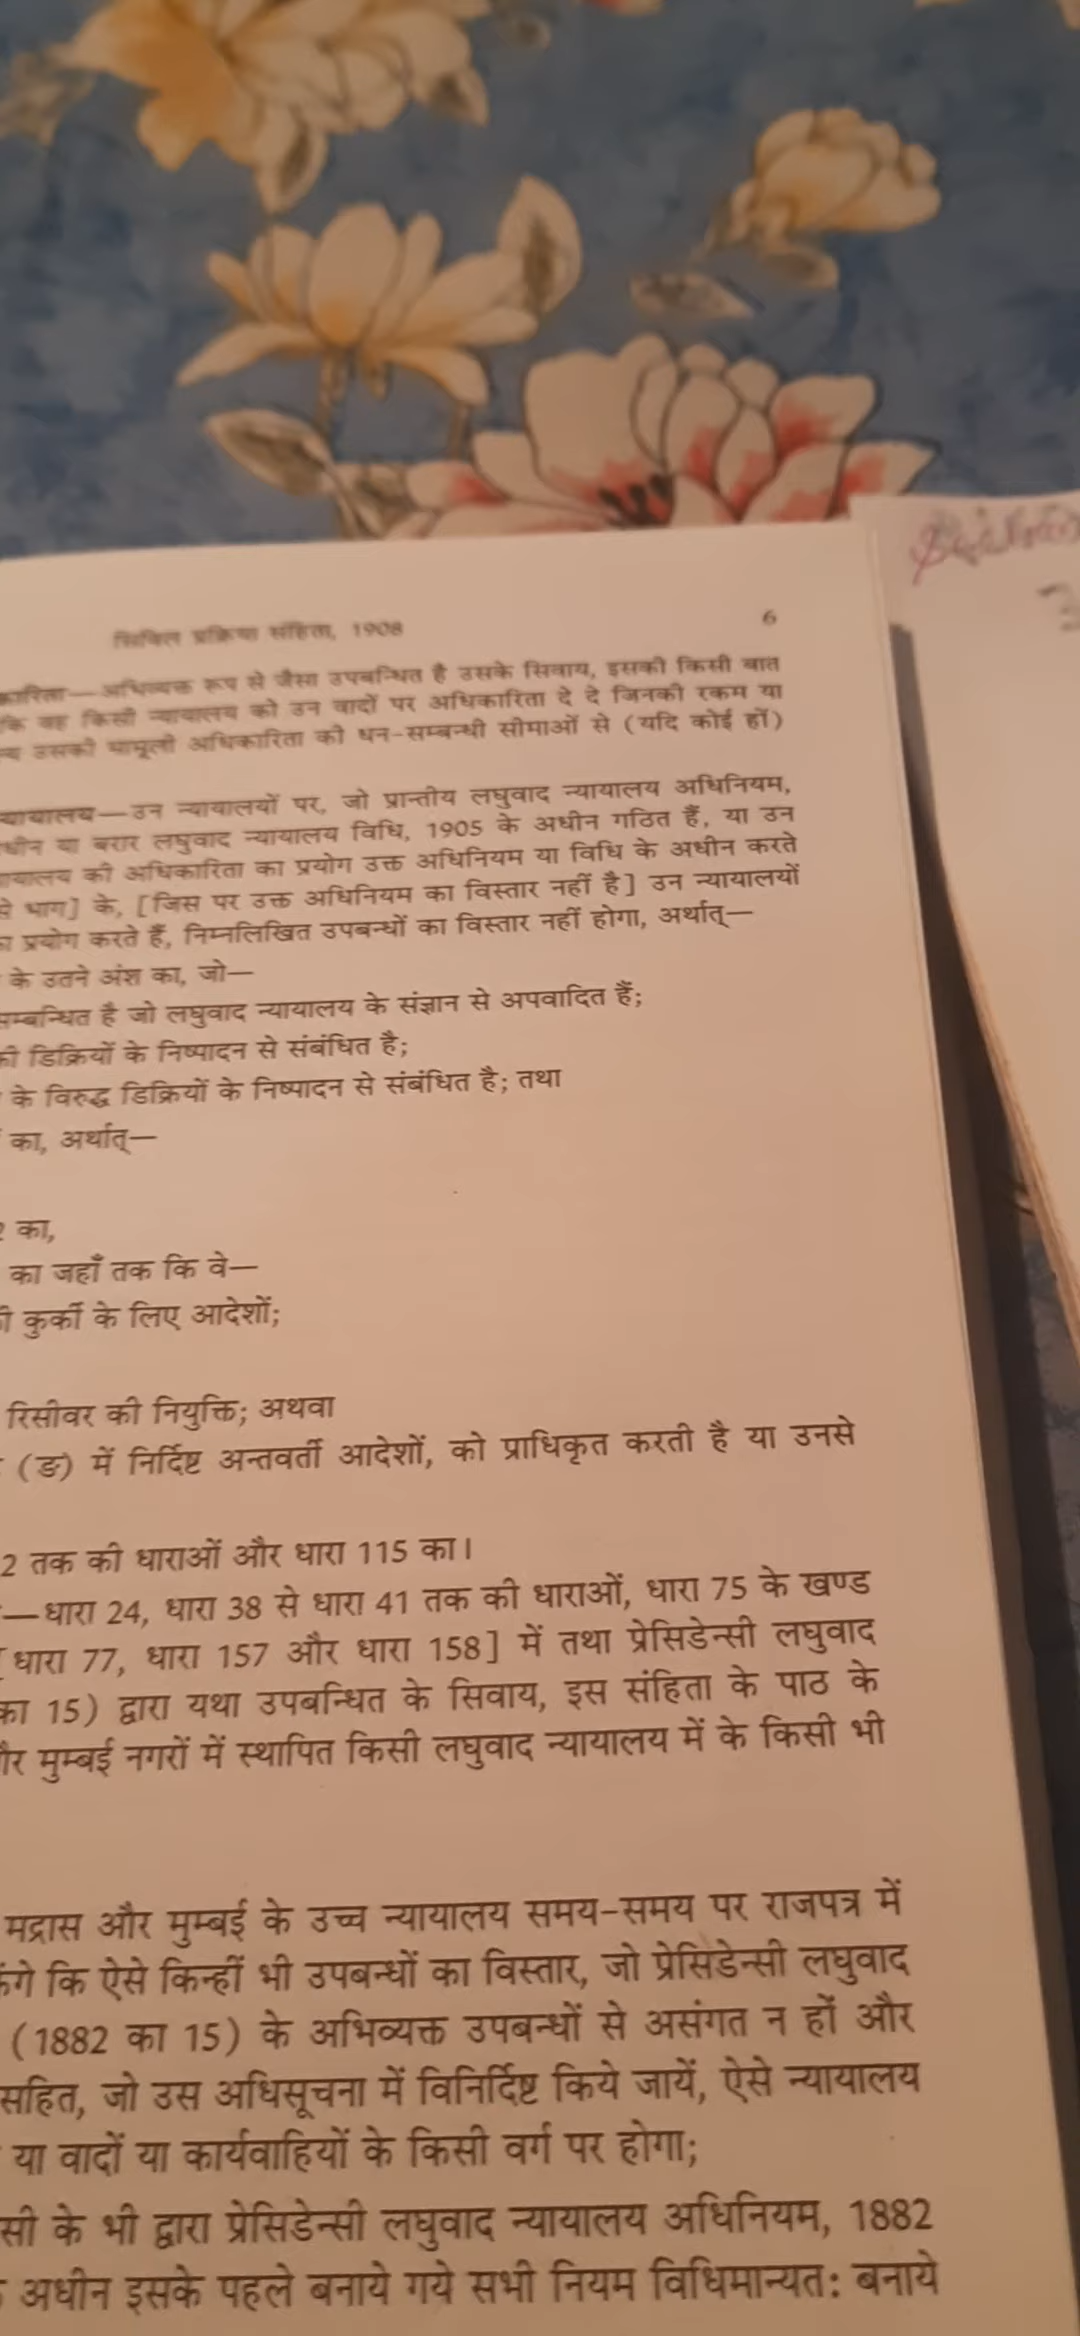 सिविल प्रक्रिया संहिता, 1908
6
—अभिव्यक्त रूप से जैसा उपबन्धित है उसके सिवाय, इसकी किसी बात
कि वह किसी न्यायालय को उन वादों पर अधिकारिता दे दे जिनकी रकम या
उसकी मामूली अधिकारिता की धन-सम्बन्धी सीमाओं से (यदि कोई हों)
—उन न्यायालयों पर, जो प्रान्तीय लघुवाद न्यायालय अधिनियम,
या बरार लघुवाद न्यायालय विधि, 1905 के अधीन गठित हैं, या उन
की अधिकारिता का प्रयोग उक्त अधिनियम या विधि के अधीन करते
से भाग] के, [जिस पर उक्त अधिनियम का विस्तार नहीं है] उन न्यायालयों
प्रयोग करते हैं, निम्नलिखित उपबन्धों का विस्तार नहीं होगा, अर्थात्—
के उतने अंश का, जो—
सम्बन्धित है जो लघुवाद न्यायालय के संज्ञान से अपवादित हैं;
की डिक्रियों के निष्पादन से संबंधित है;
के विरुद्ध डिक्रियों के निष्पादन से संबंधित है; तथा
का, अर्थात्—
का,
का जहाँ तक कि वे—
कुर्की के लिए आदेशों;
रिसीवर की नियुक्ति; अथवा
(ङ) में निर्दिष्ट अन्तवर्ती आदेशों, को प्राधिकृत करती है या उनसे
2 तक की धाराओं और धारा 115 का।
—धारा 24, धारा 38 से धारा 41 तक की धाराओं, धारा 75 के खण्ड
[धारा 77, धारा 157 और धारा 158] में तथा प्रेसिडेन्सी लघुवाद
का 15) द्वारा यथा उपबन्धित के सिवाय, इस संहिता के पाठ के
मुम्बई नगरों में स्थापित किसी लघुवाद न्यायालय में के किसी भी
मद्रास और मुम्बई के उच्च न्यायालय समय-समय पर राजपत्र में
कि ऐसे किन्हीं भी उपबन्धों का विस्तार, जो प्रेसिडेन्सी लघुवाद
(1882 का 15) के अभिव्यक्त उपबन्धों से असंगत न हों और
सहित, जो उस अधिसूचना में विनिर्दिष्ट किये जायें, ऐसे न्यायालय
या वादों या कार्यवाहियों के किसी वर्ग पर होगा;
के भी द्वारा प्रेसिडेन्सी लघुवाद न्यायालय अधिनियम, 1882
अधीन इसके पहले बनाये गये सभी नियम विधिमान्यतः बनाये